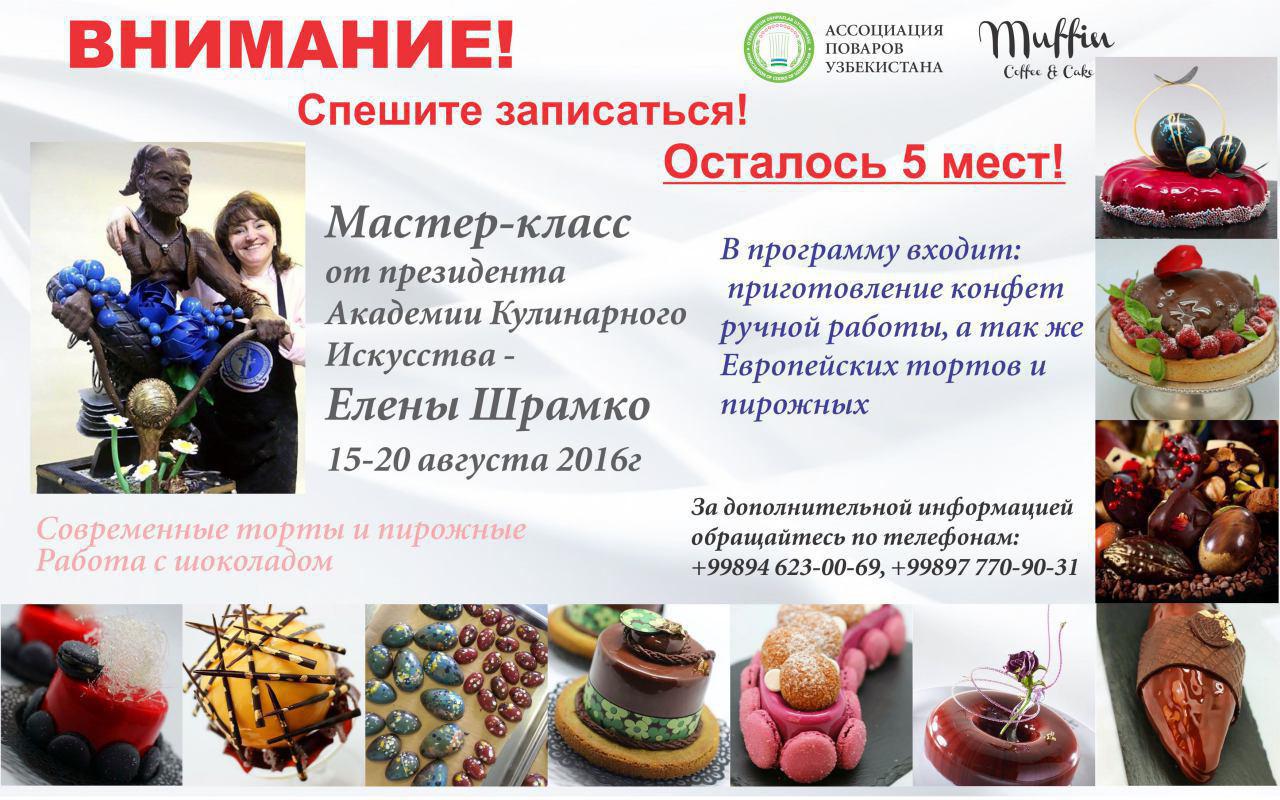 ВНИМАНИЕ!
АССОЦИАЦИЯ
ПОВАРОВ
УЗБЕКИСТАНА
Muffin
Coffee & Cake
Спешите записаться!
Осталось 5 мест!
Мастер-класс
от президента
Академии Кулинарного
Искусства -
Елены Шрамко
15-20 августа 2016г
В программу входит:
приготовление конфет
ручной работы, а так же
Европейских тортов и
пирожных
Современные торты и пирожные
Работа с шоколадом
За дополнительной информацией
обращайтесь по телефонам:
+99894 623-00-69, +99897 770-90-31